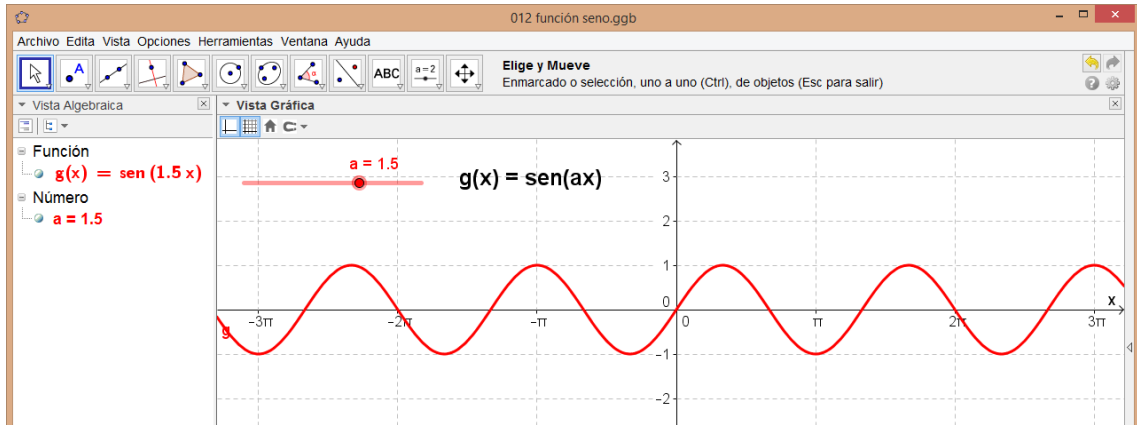 012 función seno.ggb
Archivo Edita Vista Opciones Herramientas Ventana Ayuda
A
ABC
a=2
Elige y Mueve
Enmarcado o selección, uno a uno (Ctrl), de objetos (Esc para salir)
Vista Algebraica
Vista Gráfica
Función
g(x) = sen (1.5 x)
Número
a = 1.5
a = 1.5
g(x) = sen(ax)
3
2
1
0
-1
-2
-3π -2π -π 0 π 2π 3π
x
g